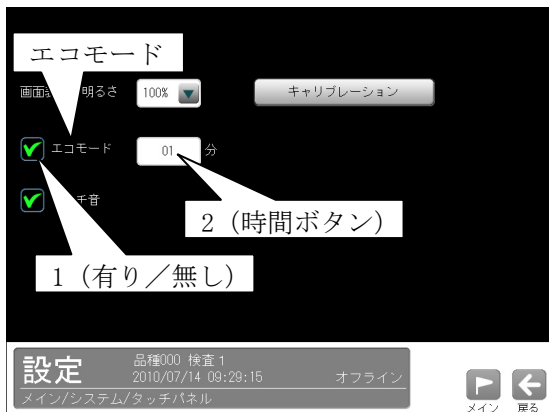 エコモード
画面表 明るさ 100% キャリブレーション
エコモード 01 分
チ音
2（時間ボタン）
1（有り／無し）
設定 品種000 検査1
2010/07/14 09:29:15 オフライン
メイン/システム/タッチパネル
メイン 戻る